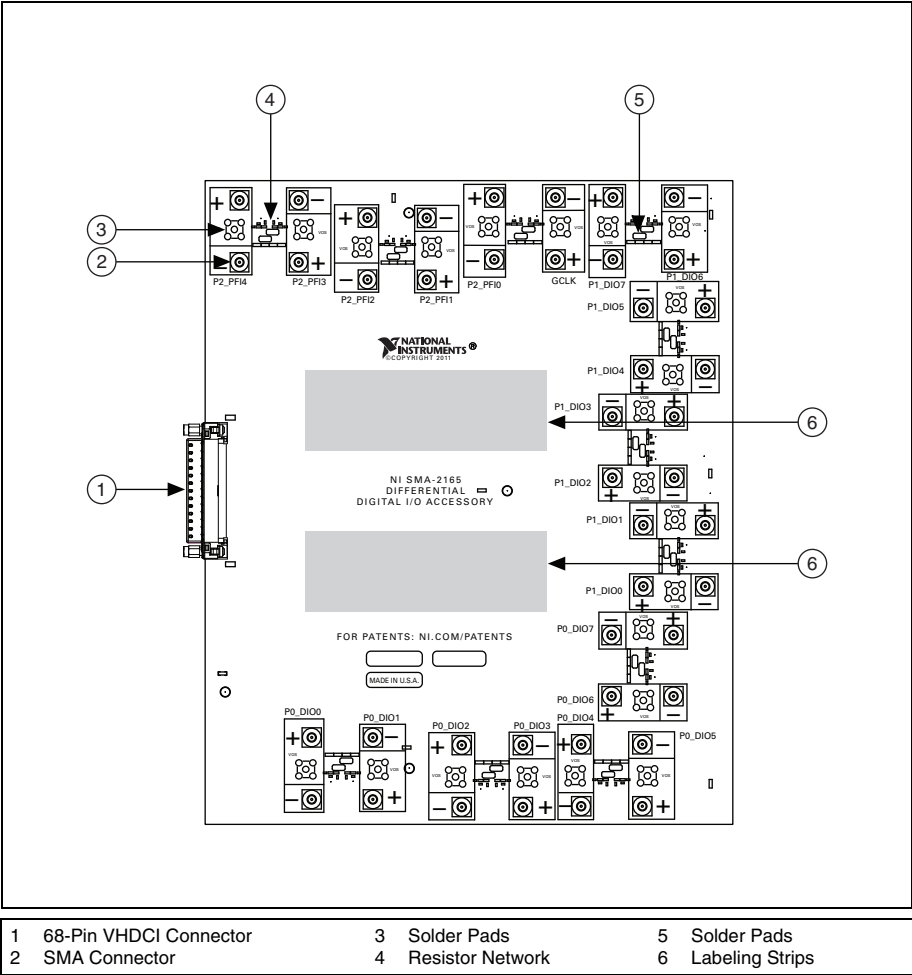 4
5
3
2
P2_PFI4
P2_PFI3
P2_PFI2
P2_PFI1
P2_PFI0
GCLK
P1_DIO7
P1_DIO6
P1_DIO5
NATIONAL
INSTRUMENTS ®
©COPYRIGHT 2011
P1_DIO4
P1_DIO3
6
1
NI SMA-2165
DIFFERENTIAL
DIGITAL I/O ACCESSORY
P1_DIO2
P1_DIO1
6
P1_DIO0
FOR PATENTS: NI.COM/PATENTS
MADE IN U.S.A.
P0_DIO7
P0_DIO6
P0_DIO0
P0_DIO1
P0_DIO2
P0_DIO3
P0_DIO4
P0_DIO5
1 68-Pin VHDCI Connector 3 Solder Pads 5 Solder Pads
2 SMA Connector 4 Resistor Network 6 Labeling Strips